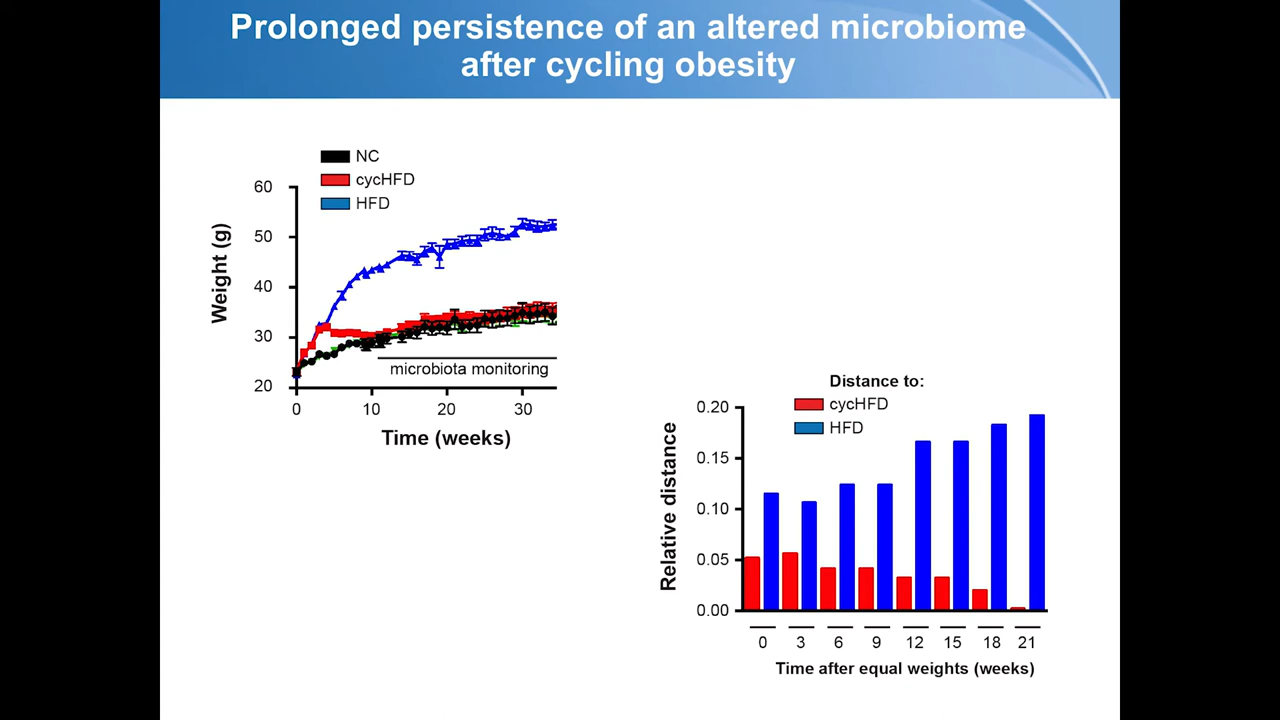 Prolonged persistence of an altered microbiome
after cycling obesity
NC
cycHFD
HFD
60
50
40
30
20
Weight (g)
microbiota monitoring
0 10 20 30
Time (weeks)
Distance to:
cycHFD
HFD
0.20
0.15
0.10
0.05
0.00
Relative distance
0 3 6 9 12 15 18 21
Time after equal weights (weeks)